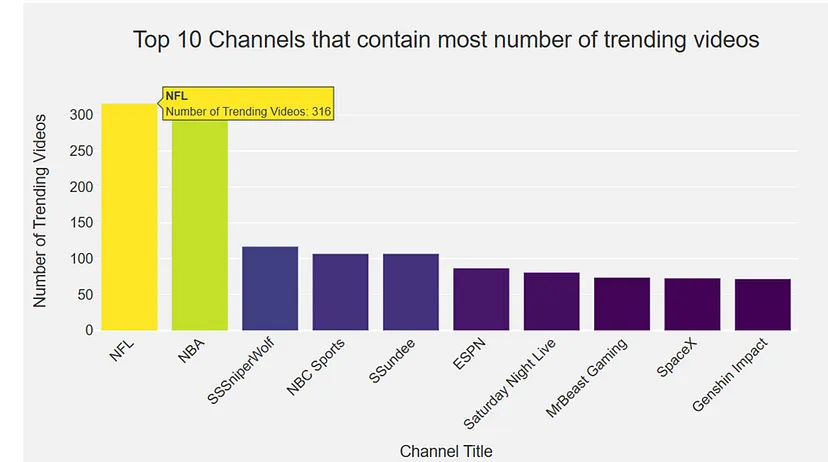 Top 10 Channels that contain most number of trending videos
NFL
Number of Trending Videos: 316
Number of Trending Videos
300
250
200
150
100
50
0
NFL
NBA
SSSniperWolf
NBC Sports
SSundee
ESPN
Saturday Night Live
MrBeast Gaming
SpaceX
Genshin Impact
Channel Title